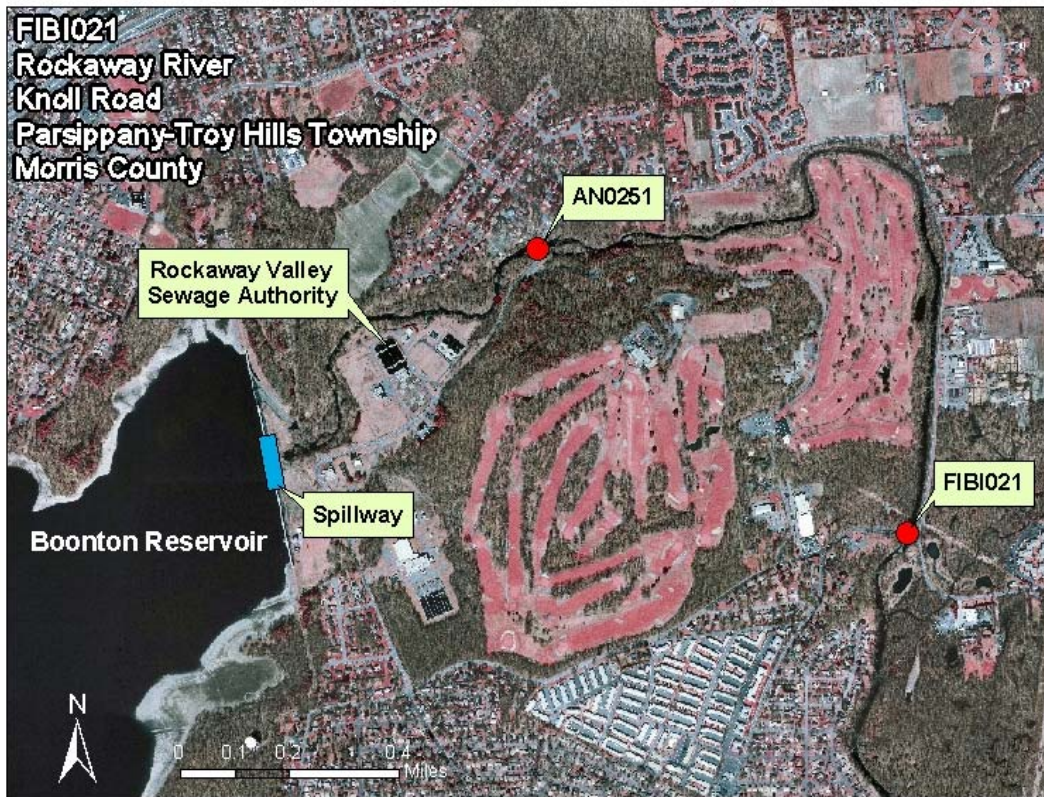 FIBI021
Rockaway River
Knoll Road
Parsippany-Troy Hills Township
Morris County
AN0251
Rockaway Valley
Sewage Authority
FIBI021
Spillway
Boonton Reservoir
N
0 0.1 0.2 0.4
Miles